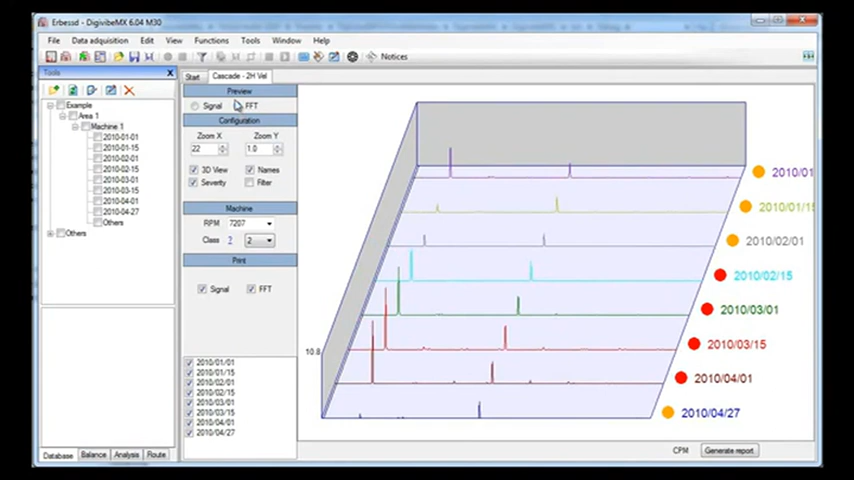 Erbessd - DigivibeMX 6.04 M30
File Data acquisition Edit View Functions Tools Window Help
Notices
Tools X
Start Cascade - 2H Vel
Preview
Signal FFT
Configuration
Zoom X Zoom Y
22 1.0
3D View Names
Severity Filter
Machine
RPM 7207
Class ? 2
Print
Signal FFT
Example
Area 1
Machine 1
2010-01-01
2010-01-15
2010-02-01
2010-02-15
2010-03-01
2010-03-15
2010-04-01
2010-04-27
Others
Others
2010/01/01
2010/01/15
2010/02/01
2010/02/15
2010/03/01
2010/03/15
2010/04/01
2010/04/27
2010/01
2010/01/15
2010/02/01
2010/02/15
2010/03/01
2010/03/15
2010/04/01
2010/04/27
10.8
CPM Generate report
Database Balance Analysis Route